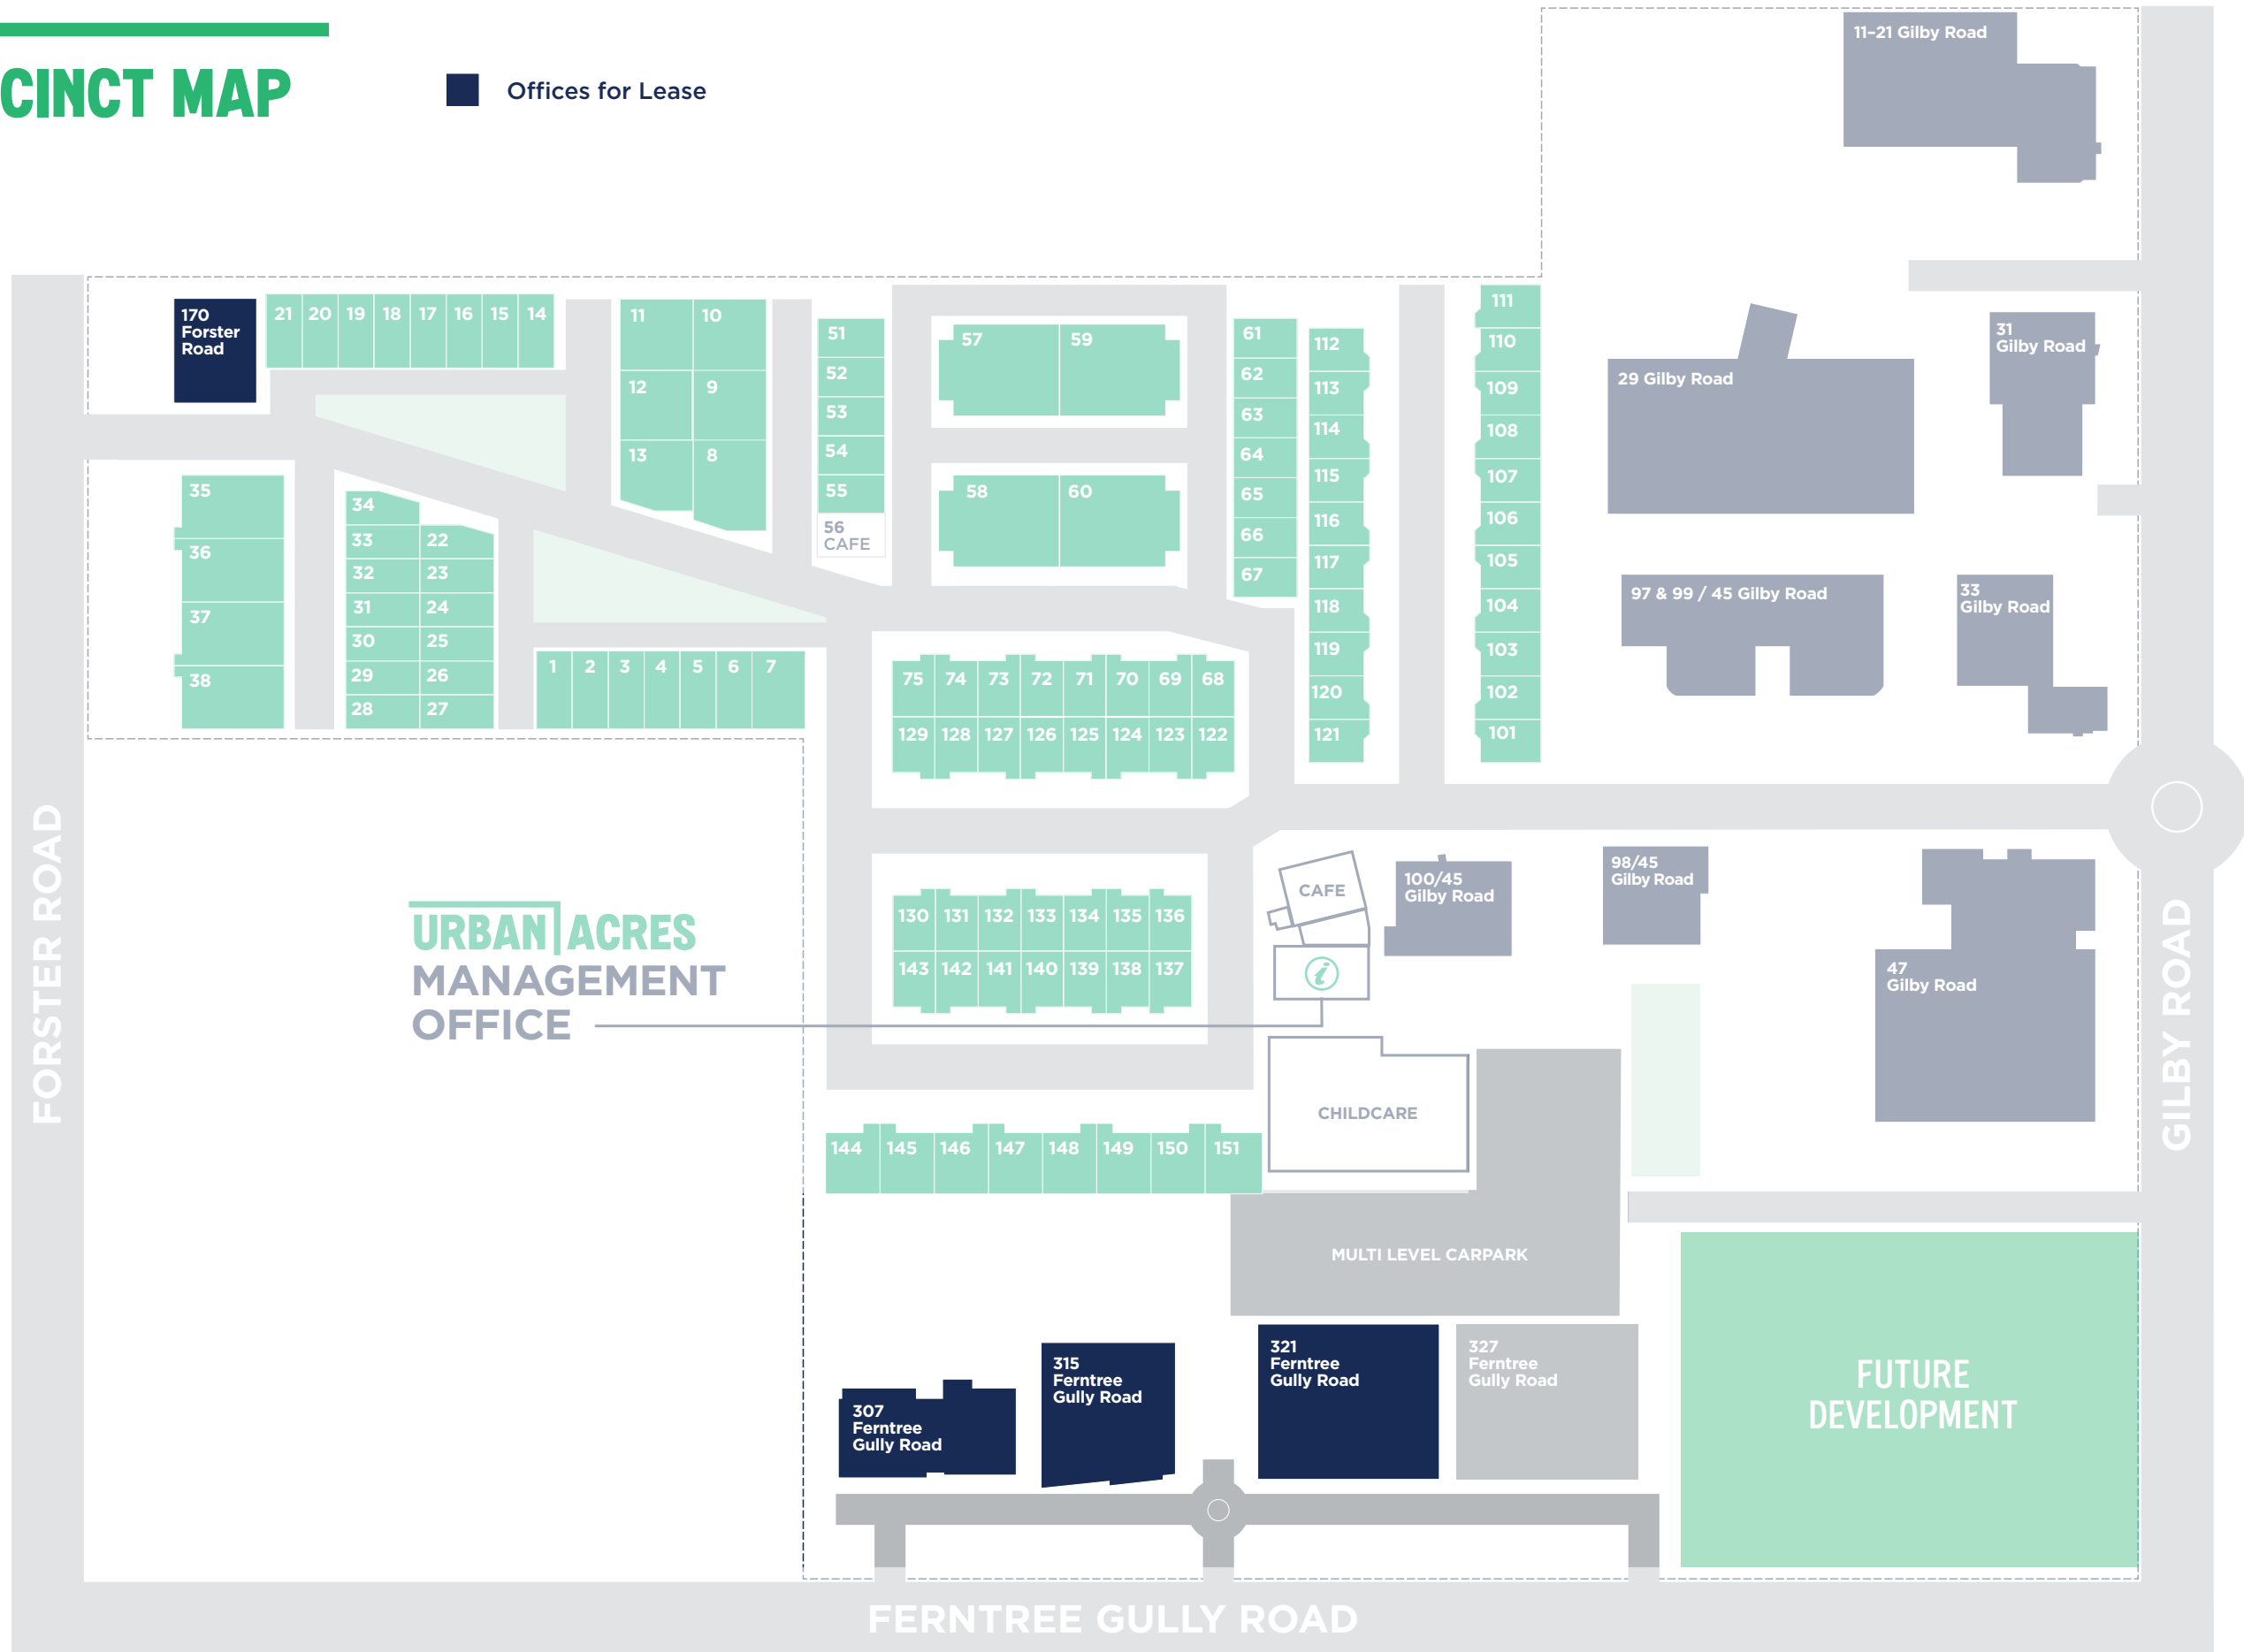 CINCT MAP
Offices for Lease
11–21 Gilby Road
170
Forster
Road
21 20 19 18 17 16 15 14
11 10
12 9
13 8
51
52
53
54
55
56
CAFE
57 59
58 60
61
62
63
64
65
66
67
112
113
114
115
116
117
118
119
120
121
111
110
109
108
107
106
105
104
103
102
101
29 Gilby Road
31
Gilby Road
97 & 99 / 45 Gilby Road
33
Gilby Road
35
36
37
38
34
33 22
32 23
31 24
30 25
29 26
28 27
1 2 3 4 5 6 7
75 74 73 72 71 70 69 68
129 128 127 126 125 124 123 122
130 131 132 133 134 135 136
143 142 141 140 139 138 137
CAFE
i
100/45
Gilby Road
98/45
Gilby Road
47
Gilby Road
URBAN ACRES
MANAGEMENT
OFFICE
CHILDCARE
144 145 146 147 148 149 150 151
MULTI LEVEL CARPARK
307
Ferntree
Gully Road
315
Ferntree
Gully Road
321
Ferntree
Gully Road
327
Ferntree
Gully Road
FUTURE
DEVELOPMENT
FORSTER ROAD
GILBY ROAD
FERNTREE GULLY ROAD